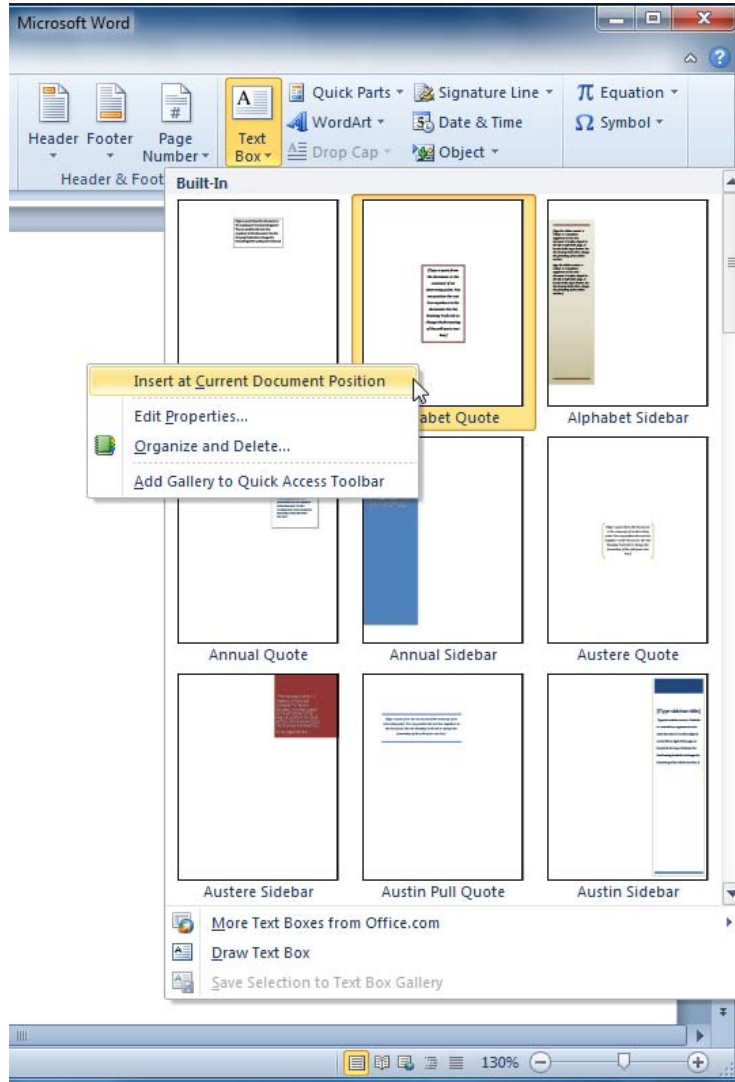 Microsoft Word
Header Footer Page Number
Text Box
Quick Parts Signature Line
WordArt Date & Time
Drop Cap Object
π Equation
Ω Symbol
Header & Foot
Built-In
Insert at Current Document Position
Edit Properties...
Organize and Delete...
Add Gallery to Quick Access Toolbar
abet Quote
Alphabet Sidebar
Annual Quote
Annual Sidebar
Austere Quote
[Type sidebar title]
Austere Sidebar
Austin Pull Quote
Austin Sidebar
More Text Boxes from Office.com
Draw Text Box
Save Selection to Text Box Gallery
130%